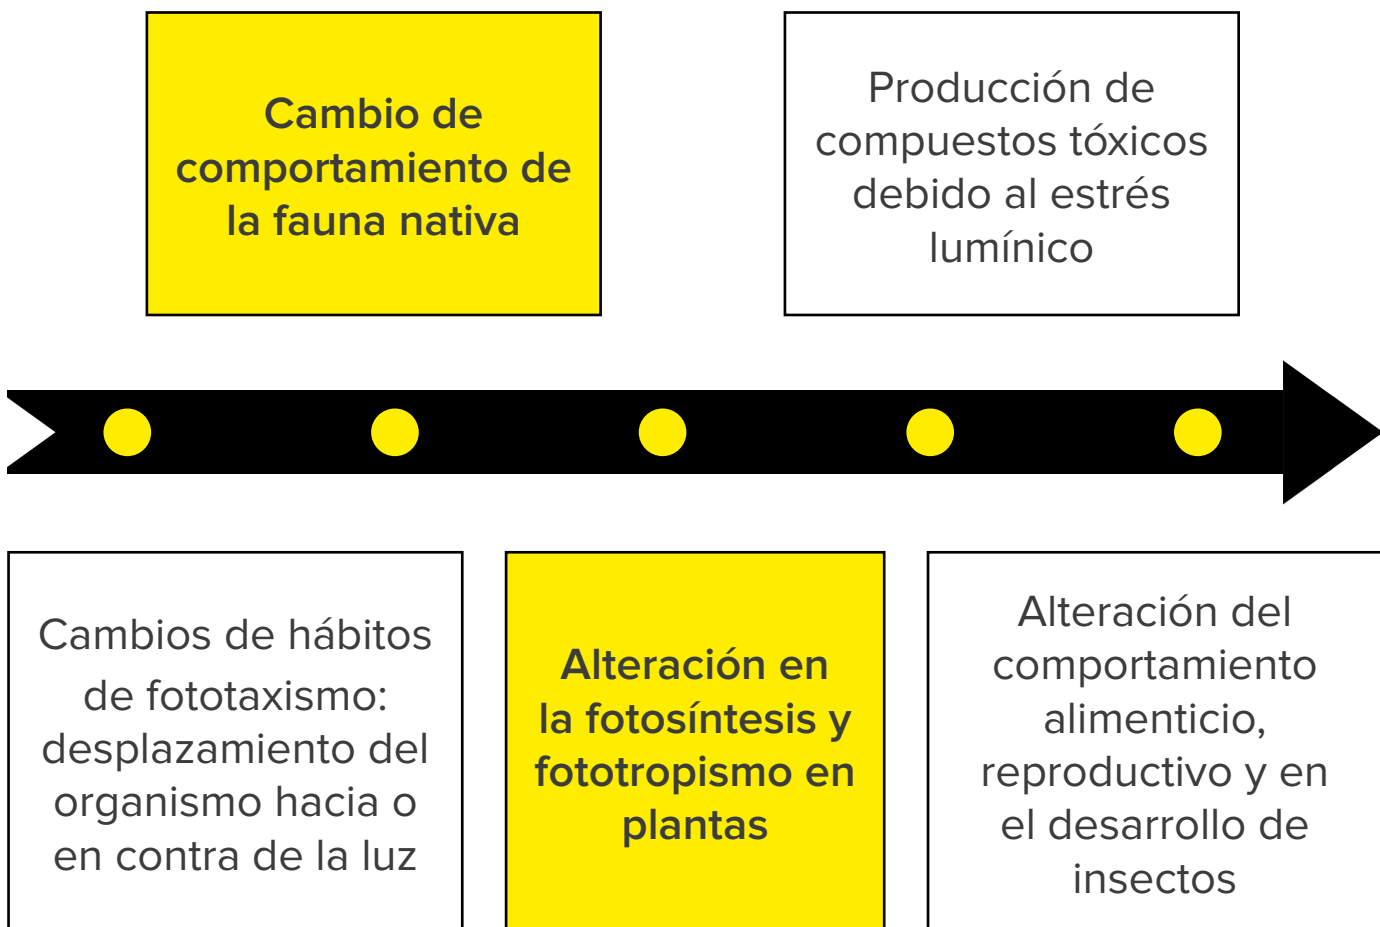 Cambio de
comportamiento de
la fauna nativa
Producción de
compuestos tóxicos
debido al estrés
lumínico
Cambios de hábitos
de fototaxismo:
desplazamiento del
organismo hacia o
en contra de la luz
Alteración en
la fotosíntesis y
fototropismo en
plantas
Alteración del
comportamiento
alimenticio,
reproductivo y en
el desarrollo de
insectos